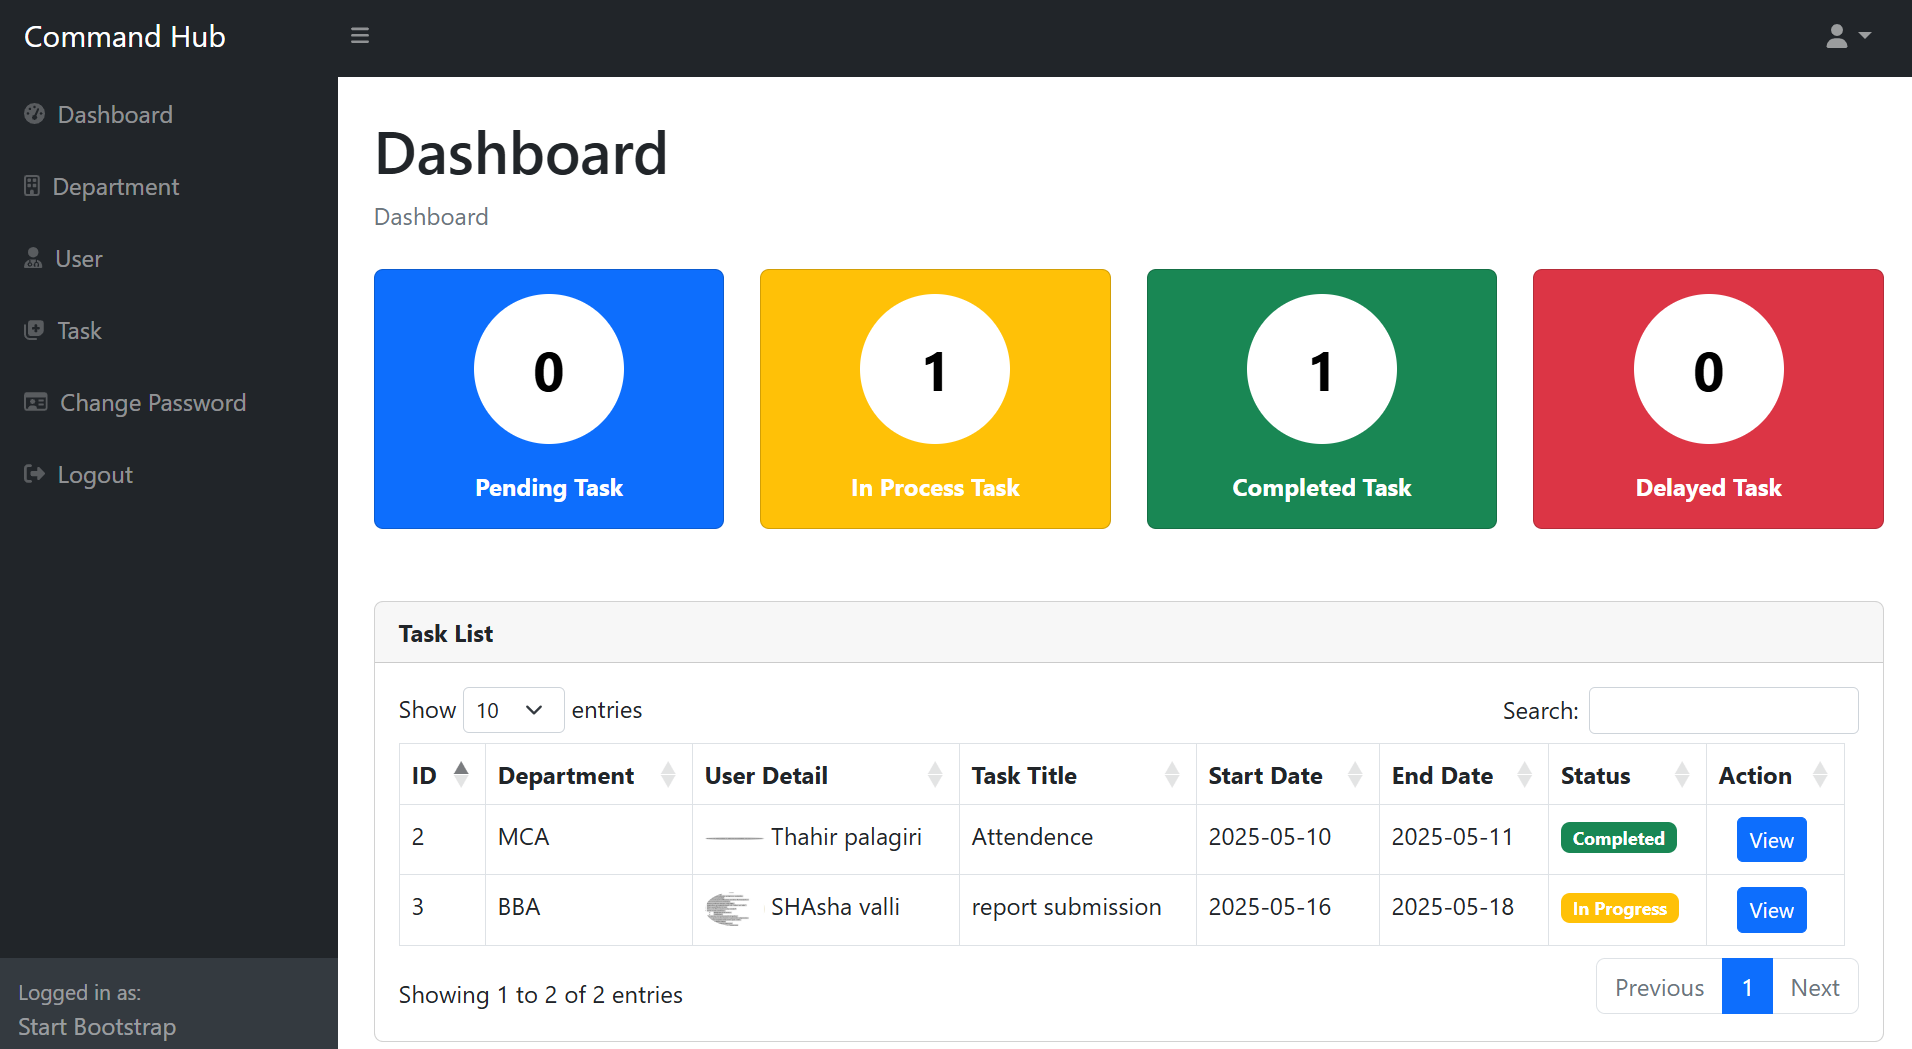 Command Hub
Dashboard
Department
User
Task
Change Password
Logout
Logged in as:
Start Bootstrap
Dashboard
Dashboard
0
Pending Task
1
In Process Task
1
Completed Task
0
Delayed Task
Task List
Show 10 entries
Search:
ID Department User Detail Task Title Start Date End Date Status Action
2 MCA Thahir palagiri Attendence 2025-05-10 2025-05-11 Completed View
3 BBA SHAsha valli report submission 2025-05-16 2025-05-18 In Progress View
Showing 1 to 2 of 2 entries
Previous 1 Next